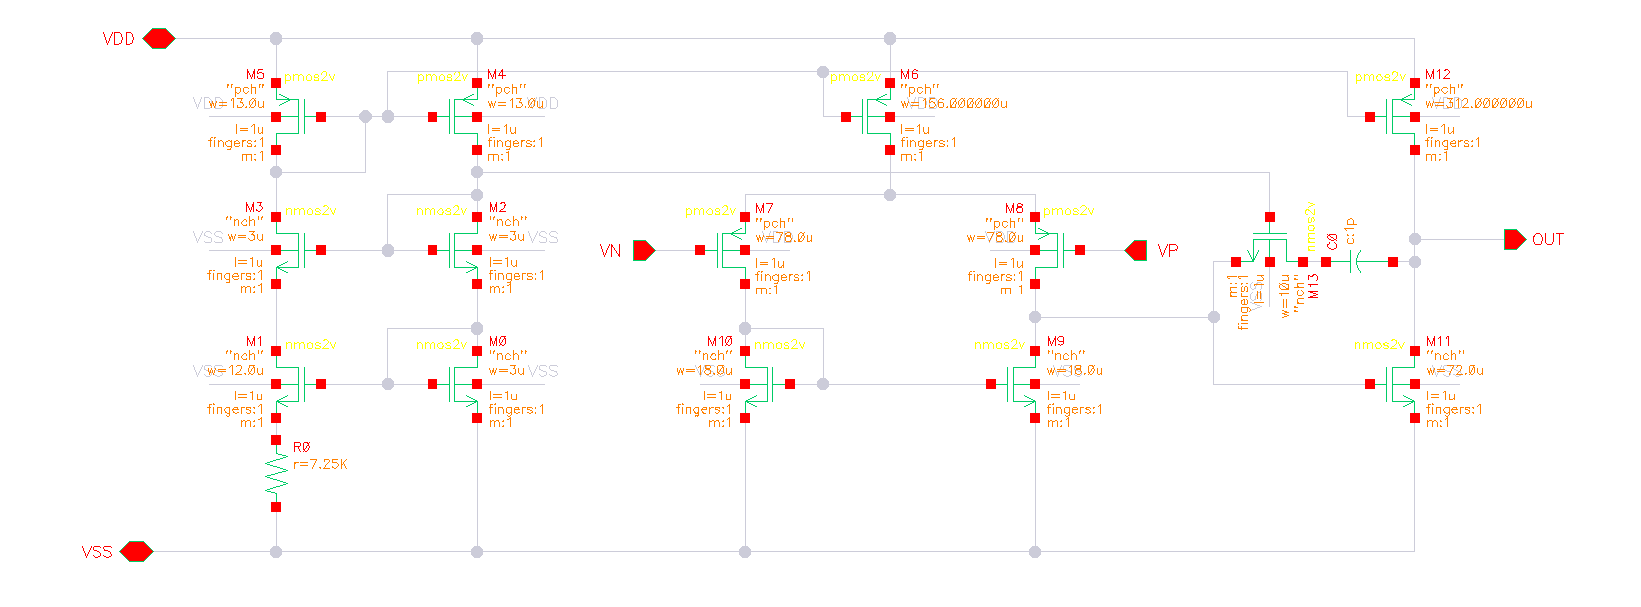 VDD
M5
pmos2v
"pch"
VDD
w=13.0u
l=1u
fingers:1
m:1
pmos2v
M4
"pch"
w=13.0u
VDD
l=1u
fingers:1
m:1
pmos2v
M6
"pch"
w=156.000000u
l=1u
fingers:1
m:1
pmos2v
M12
"pch"
w=312.000000u
l=1u
fingers:1
m:1
M3
nmos2v
"nch"
VSS
w=3u
l=1u
fingers:1
m:1
nmos2v
M2
"nch"
w=3u
VSS
l=1u
fingers:1
m:1
VN
pmos2v
M7
"pch"
w=78.0u
l=1u
fingers:1
m:1
M8
pmos2v
"pch"
w=78.0u
l=1u
fingers:1
m:1
VP
m:1
fingers:1
l=1u
w=10u
"nch"
M13
nmos2v
C0
c:1p
OUT
M1
nmos2v
"nch"
VSS
w=12.0u
l=1u
fingers:1
m:1
nmos2v
M0
"nch"
w=3u
VSS
l=1u
fingers:1
m:1
M10
nmos2v
"nch"
w=18.0u
l=1u
fingers:1
m:1
nmos2v
M9
"nch"
w=18.0u
VSS
l=1u
fingers:1
m:1
nmos2v
M11
"nch"
w=72.0u
l=1u
fingers:1
m:1
R0
r=7.25K
VSS